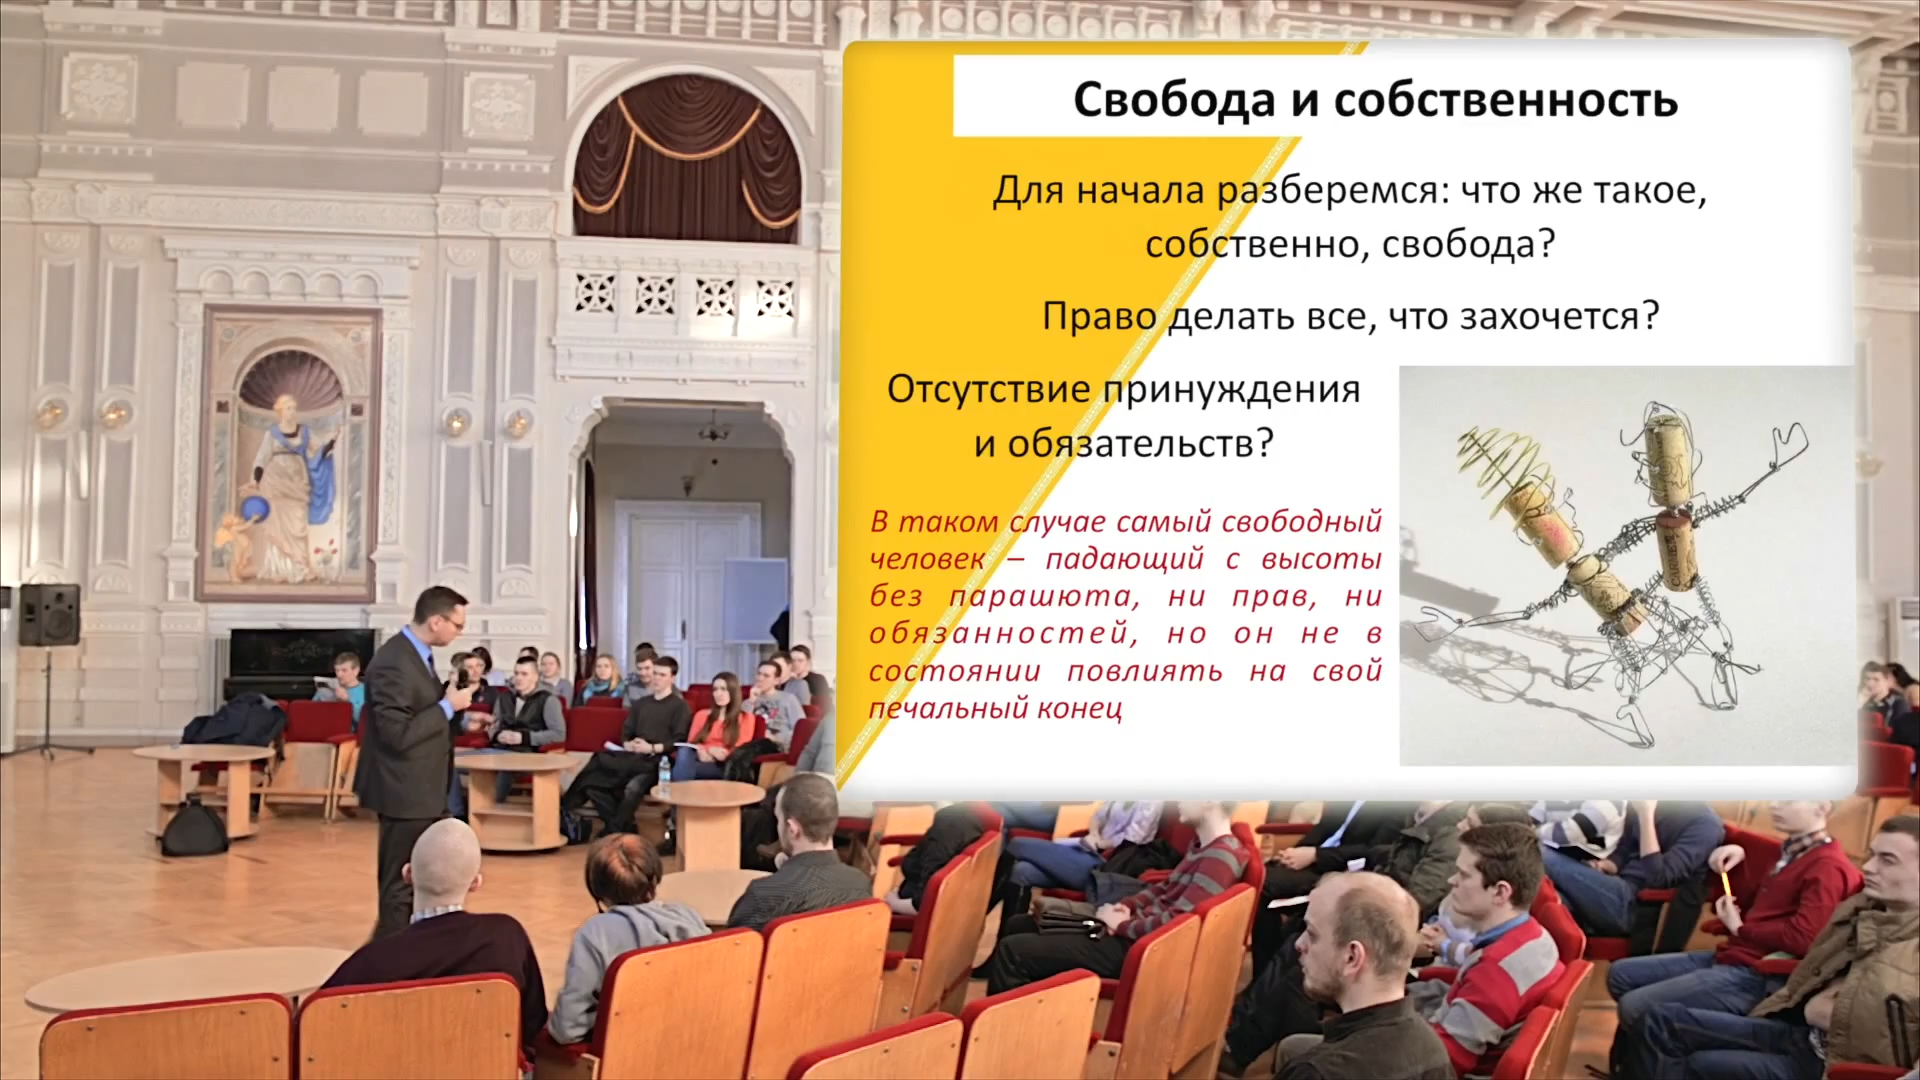 Свобода и собственность
Для начала разберемся: что же такое,
собственно, свобода?
Право делать все, что захочется?
Отсутствие принуждения
и обязательств?
В таком случае самый свободный
человек – падающий с высоты
без парашюта, ни прав, ни
обязанностей, но он не в
состоянии повлиять на свой
печальный конец